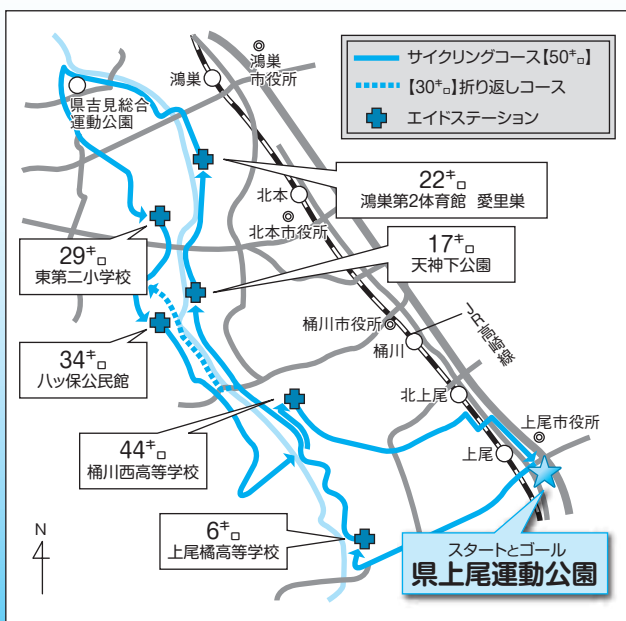 サイクリングコース【50㌔】
【30㌔】折り返しコース
エイドステーション
鴻巣
市役所
鴻巣
県吉見総合
運動公園
22㌔
鴻巣第2体育館 愛里巣
北本
北本市役所
29㌔
東第二小学校
17㌔
天神下公園
桶川市役所
桶川
JR高崎線
34㌔
八ッ保公民館
北上尾
上尾市役所
上尾
44㌔
桶川西高等学校
6㌔
上尾橘高等学校
スタートとゴール
県上尾運動公園
N